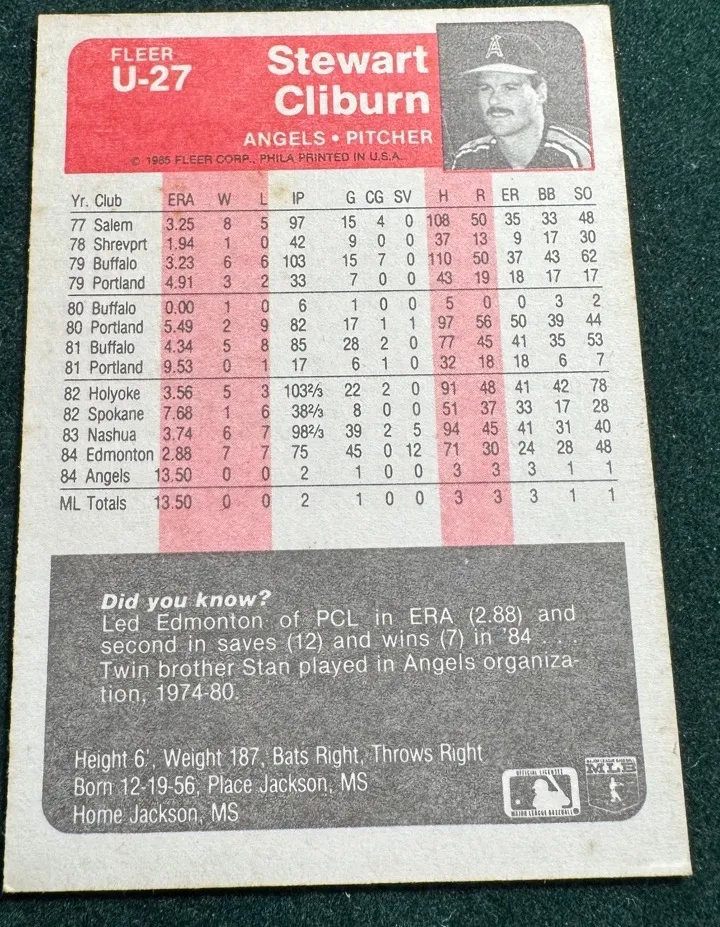 FLEER
U-27
Stewart
Cliburn
ANGELS • PITCHER
© 1985 FLEER CORP., PHILA PRINTED IN U.S.A.
Yr. Club ERA W L IP G CG SV H R ER BB SO
77 Salem 3.25 8 5 97 15 4 0 108 50 35 33 48
78 Shrevprt 1.94 1 0 42 9 0 0 37 13 9 17 30
79 Buffalo 3.23 6 6 103 15 7 0 110 50 37 43 62
79 Portland 4.91 3 2 33 7 0 0 43 19 18 17 17
80 Buffalo 0.00 1 0 6 1 0 0 5 0 0 3 2
80 Portland 5.49 2 9 82 17 1 1 97 56 50 39 44
81 Buffalo 4.34 5 8 85 28 2 0 77 45 41 35 53
81 Portland 9.53 0 1 17 6 1 0 32 18 18 6 7
82 Holyoke 3.56 5 3 1032/3 22 2 0 91 48 41 42 78
82 Spokane 7.68 1 6 382/3 8 0 0 51 37 33 17 28
83 Nashua 3.74 6 7 982/3 39 2 5 94 45 41 31 40
84 Edmonton 2.88 7 7 75 45 0 12 71 30 24 28 48
84 Angels 13.50 0 0 2 1 0 0 3 3 3 1 1
ML Totals 13.50 0 0 2 1 0 0 3 3 3 1 1
Did you know?
Led Edmonton of PCL in ERA (2.88) and
second in saves (12) and wins (7) in '84 . . .
Twin brother Stan played in Angels organiza-
tion, 1974-80.
Height 6', Weight 187, Bats Right, Throws Right
Born 12-19-56, Place Jackson, MS
Home Jackson, MS
OFFICIAL LICENSEE
MAJOR LEAGUE BASEBALL
MAJOR LEAGUE BASEBALL
MLB